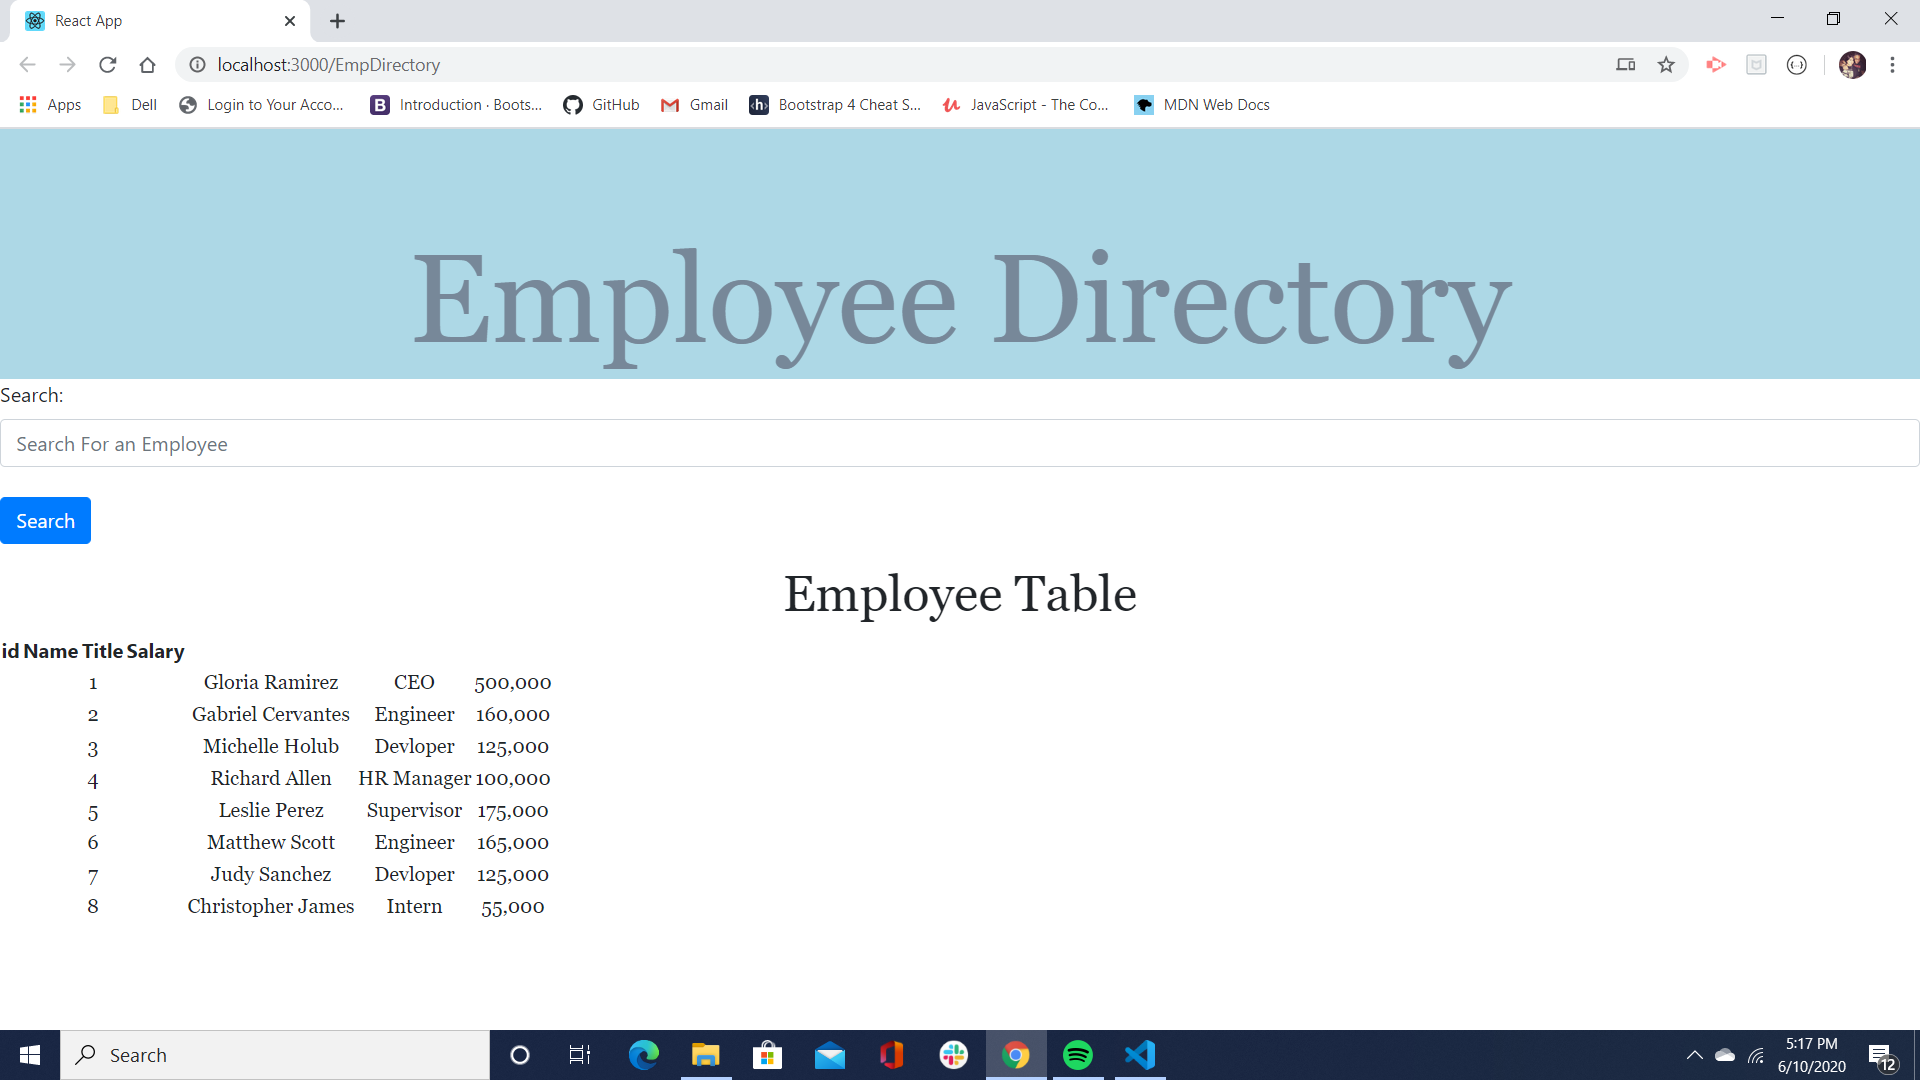 React App
localhost:3000/EmpDirectory
Apps Dell Login to Your Acco... Introduction · Boots... GitHub Gmail Bootstrap 4 Cheat S... JavaScript - The Co... MDN Web Docs
Employee Directory
Search:
Search For an Employee
Search
Employee Table
id Name Title Salary
1 Gloria Ramirez CEO 500,000
2 Gabriel Cervantes Engineer 160,000
3 Michelle Holub Devloper 125,000
4 Richard Allen HR Manager 100,000
5 Leslie Perez Supervisor 175,000
6 Matthew Scott Engineer 165,000
7 Judy Sanchez Devloper 125,000
8 Christopher James Intern 55,000
Search
5:17 PM
6/10/2020
12